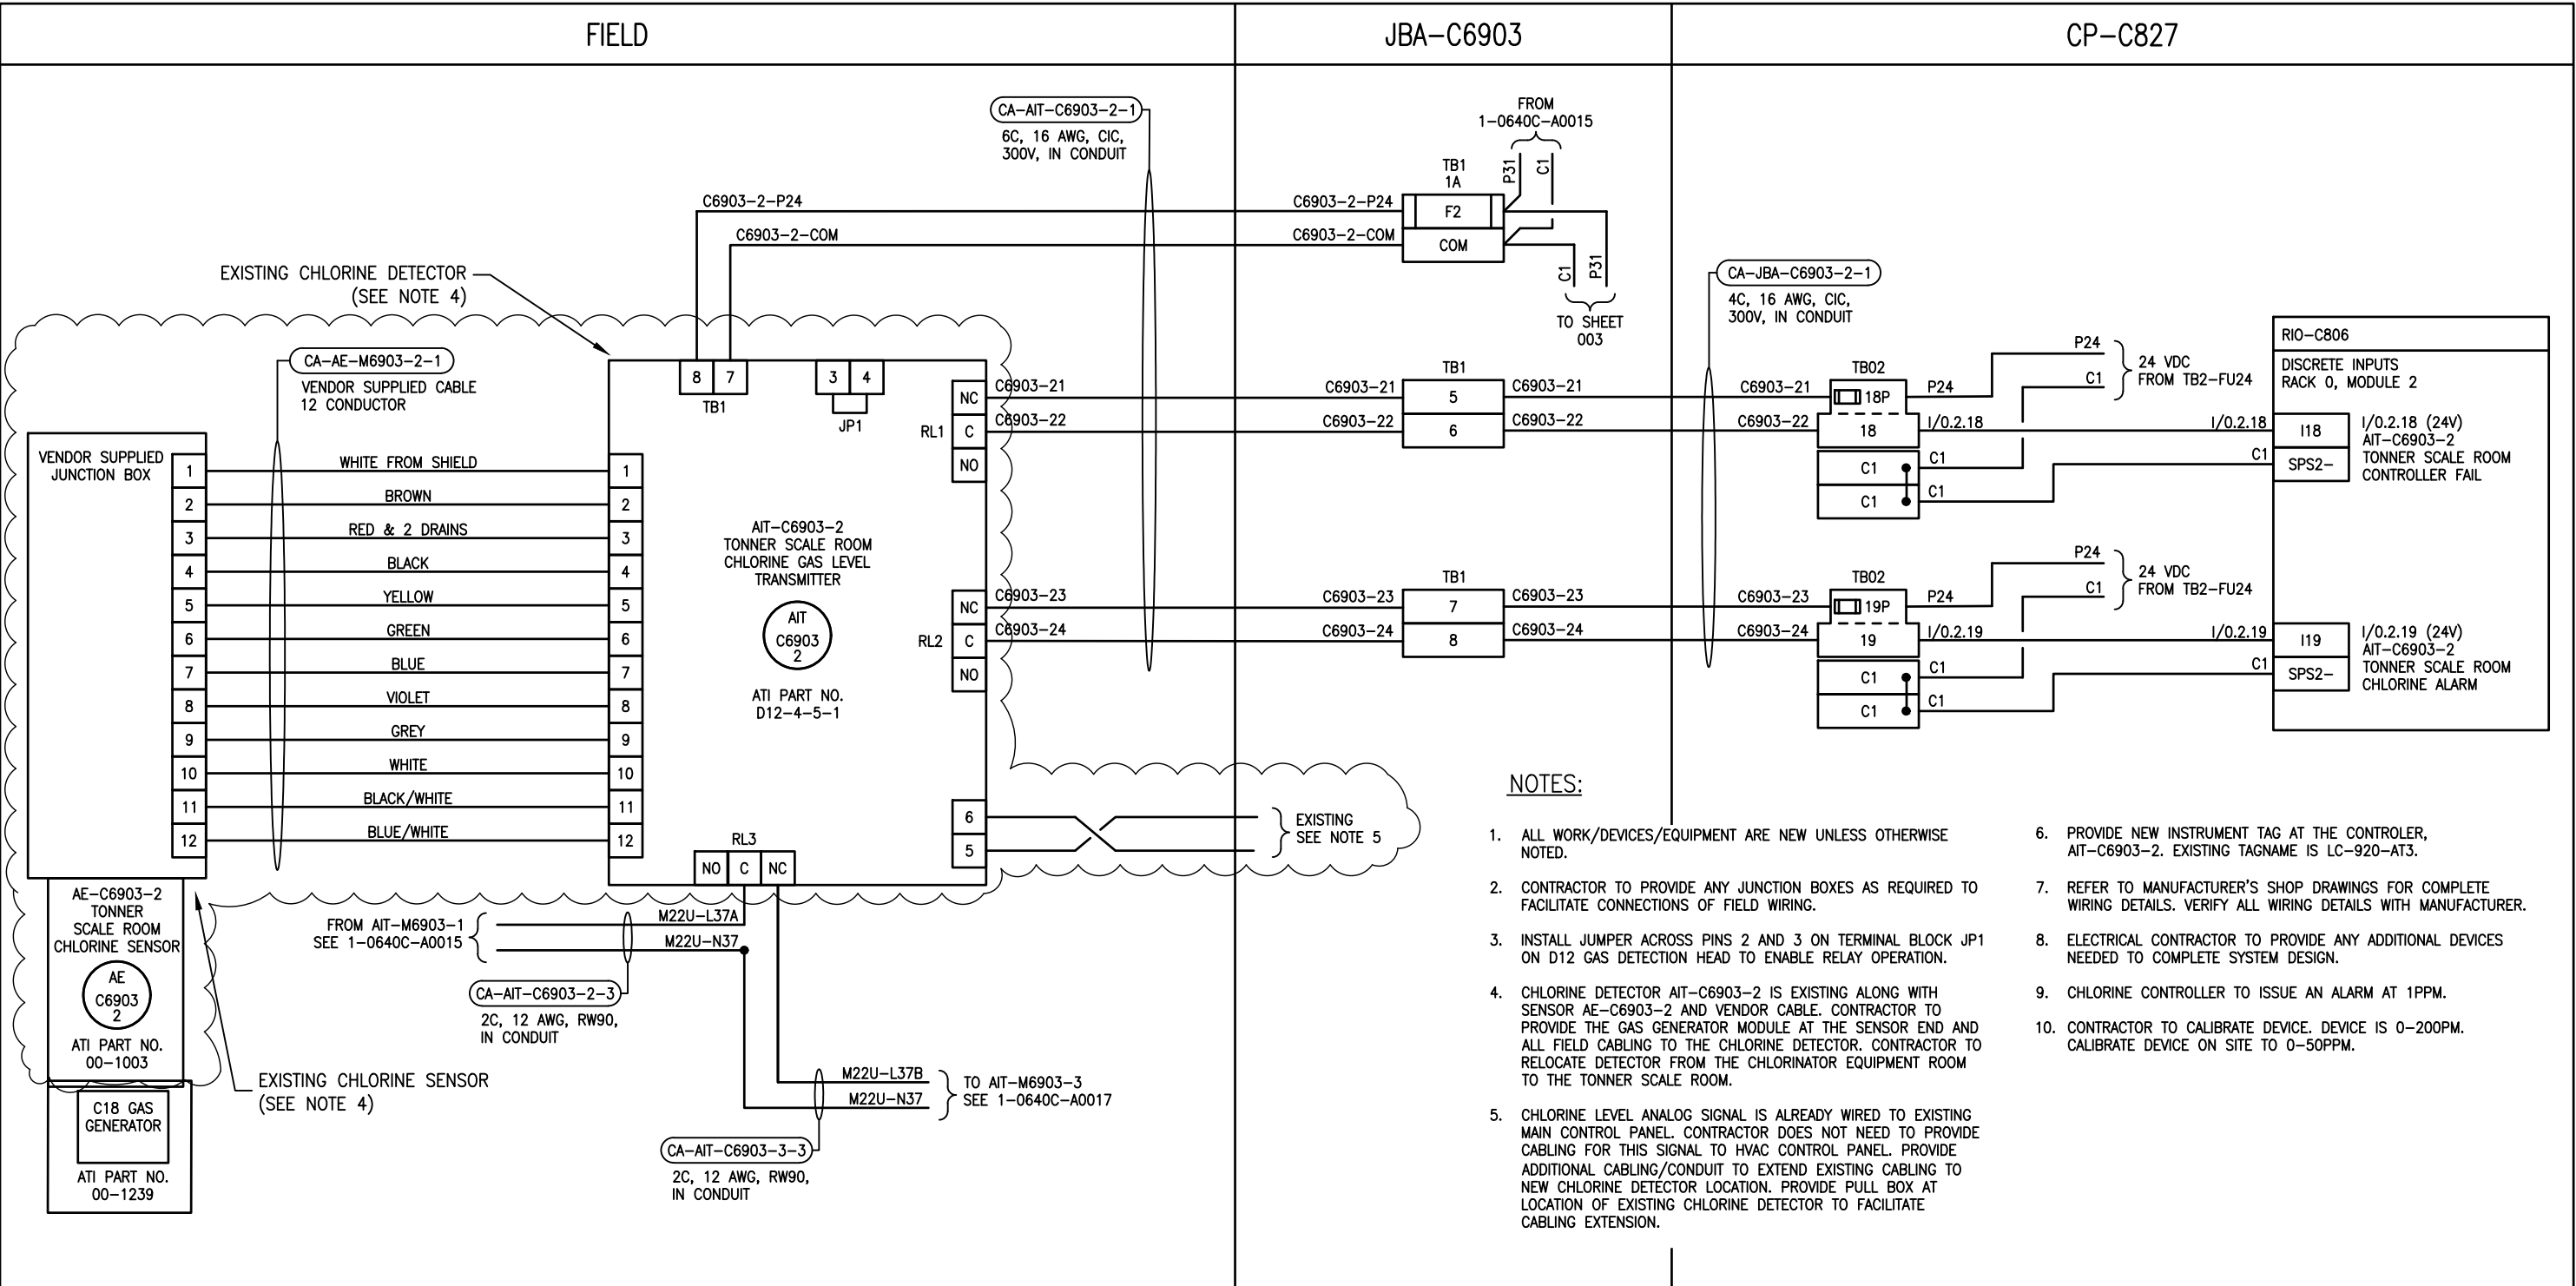 FIELD
JBA-C6903
CP-C827
CA-AIT-C6903-2-1
6C, 16 AWG, CIC,
300V, IN CONDUIT
FROM
1-0640C-A0015
P31
C1
TB1
1A
C6903-2-P24
C6903-2-P24
F2
C6903-2-COM
C6903-2-COM
COM
C1
P31
TO SHEET
003
EXISTING CHLORINE DETECTOR
(SEE NOTE 4)
CA-JBA-C6903-2-1
4C, 16 AWG, CIC,
300V, IN CONDUIT
CA-AE-M6903-2-1
VENDOR SUPPLIED CABLE
12 CONDUCTOR
8
7
TB1
3
4
JP1
RL1
NC
C
NO
C6903-21
C6903-22
C6903-21
C6903-22
TB1
5
6
C6903-21
C6903-22
C6903-21
C6903-22
TB02
18P
18
C1
C1
P24
I/0.2.18
C1
C1
P24
C1
24 VDC
FROM TB2-FU24
I/0.2.18
C1
RIO-C806
DISCRETE INPUTS
RACK 0, MODULE 2
I18
SPS2-
I/0.2.18 (24V)
AIT-C6903-2
TONNER SCALE ROOM
CONTROLLER FAIL
VENDOR SUPPLIED
JUNCTION BOX
1
WHITE FROM SHIELD
1
2
BROWN
2
3
RED & 2 DRAINS
3
4
BLACK
4
5
YELLOW
5
6
GREEN
6
7
BLUE
7
8
VIOLET
8
9
GREY
9
10
WHITE
10
11
BLACK/WHITE
11
12
BLUE/WHITE
12
AIT-C6903-2
TONNER SCALE ROOM
CHLORINE GAS LEVEL
TRANSMITTER
AIT
C6903
2
ATI PART NO.
D12-4-5-1
RL2
NC
C
NO
C6903-23
C6903-24
C6903-23
C6903-24
TB1
7
8
C6903-23
C6903-24
C6903-23
C6903-24
TB02
19P
19
C1
C1
P24
I/0.2.19
C1
C1
P24
C1
24 VDC
FROM TB2-FU24
I/0.2.19
C1
I19
SPS2-
I/0.2.19 (24V)
AIT-C6903-2
TONNER SCALE ROOM
CHLORINE ALARM
6
5
EXISTING
SEE NOTE 5
RL3
NO
C
NC
AE-C6903-2
TONNER
SCALE ROOM
CHLORINE SENSOR
AE
C6903
2
ATI PART NO.
00-1003
C18 GAS
GENERATOR
ATI PART NO.
00-1239
EXISTING CHLORINE SENSOR
(SEE NOTE 4)
FROM AIT-M6903-1
SEE 1-0640C-A0015
M22U-L37A
M22U-N37
CA-AIT-C6903-2-3
2C, 12 AWG, RW90,
IN CONDUIT
M22U-L37B
M22U-N37
TO AIT-M6903-3
SEE 1-0640C-A0017
CA-AIT-C6903-3-3
2C, 12 AWG, RW90,
IN CONDUIT
NOTES:
1. ALL WORK/DEVICES/EQUIPMENT ARE NEW UNLESS OTHERWISE
NOTED.
2. CONTRACTOR TO PROVIDE ANY JUNCTION BOXES AS REQUIRED TO
FACILITATE CONNECTIONS OF FIELD WIRING.
3. INSTALL JUMPER ACROSS PINS 2 AND 3 ON TERMINAL BLOCK JP1
ON D12 GAS DETECTION HEAD TO ENABLE RELAY OPERATION.
4. CHLORINE DETECTOR AIT-C6903-2 IS EXISTING ALONG WITH
SENSOR AE-C6903-2 AND VENDOR CABLE. CONTRACTOR TO
PROVIDE THE GAS GENERATOR MODULE AT THE SENSOR END AND
ALL FIELD CABLING TO THE CHLORINE DETECTOR. CONTRACTOR TO
RELOCATE DETECTOR FROM THE CHLORINATOR EQUIPMENT ROOM
TO THE TONNER SCALE ROOM.
5. CHLORINE LEVEL ANALOG SIGNAL IS ALREADY WIRED TO EXISTING
MAIN CONTROL PANEL. CONTRACTOR DOES NOT NEED TO PROVIDE
CABLING FOR THIS SIGNAL TO HVAC CONTROL PANEL. PROVIDE
ADDITIONAL CABLING/CONDUIT TO EXTEND EXISTING CABLING TO
NEW CHLORINE DETECTOR LOCATION. PROVIDE PULL BOX AT
LOCATION OF EXISTING CHLORINE DETECTOR TO FACILITATE
CABLING EXTENSION.
6. PROVIDE NEW INSTRUMENT TAG AT THE CONTROLER,
AIT-C6903-2. EXISTING TAGNAME IS LC-920-AT3.
7. REFER TO MANUFACTURER'S SHOP DRAWINGS FOR COMPLETE
WIRING DETAILS. VERIFY ALL WIRING DETAILS WITH MANUFACTURER.
8. ELECTRICAL CONTRACTOR TO PROVIDE ANY ADDITIONAL DEVICES
NEEDED TO COMPLETE SYSTEM DESIGN.
9. CHLORINE CONTROLLER TO ISSUE AN ALARM AT 1PPM.
10. CONTRACTOR TO CALIBRATE DEVICE. DEVICE IS 0-200PM.
CALIBRATE DEVICE ON SITE TO 0-50PPM.